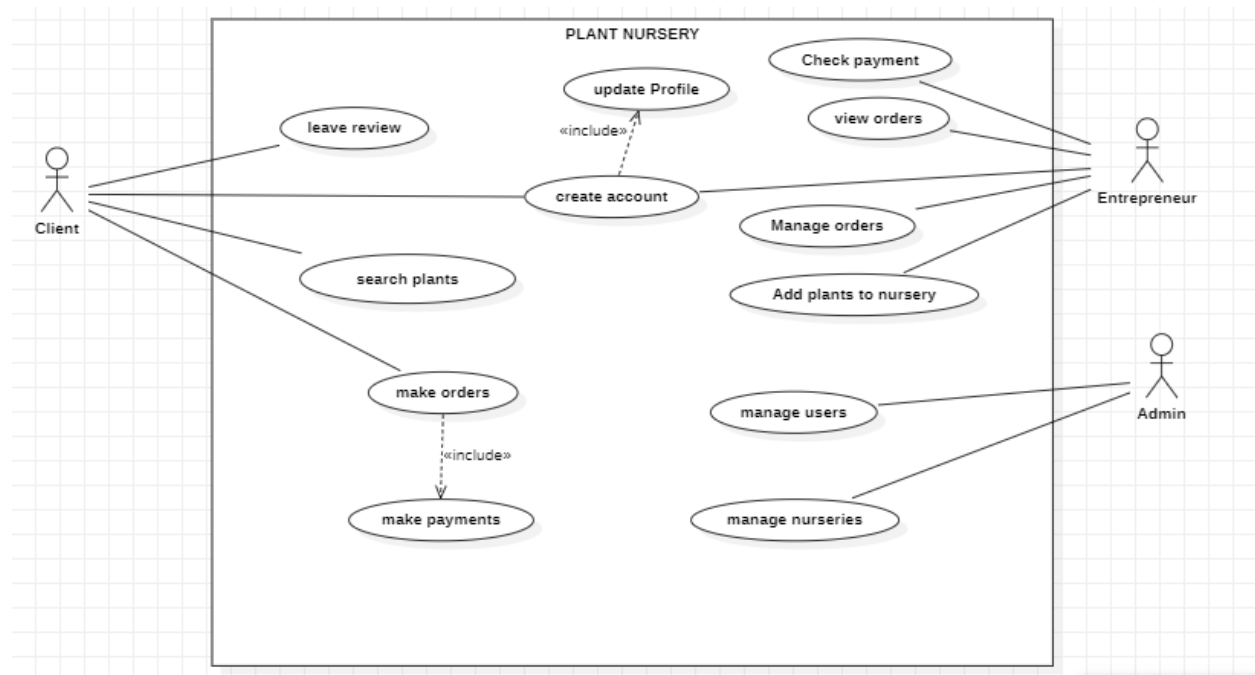 PLANT NURSERY
Check payment
update Profile
view orders
leave review
«include»
create account
Entrepreneur
Client
Manage orders
search plants
Add plants to nursery
make orders
manage users
Admin
«include»
make payments
manage nurseries